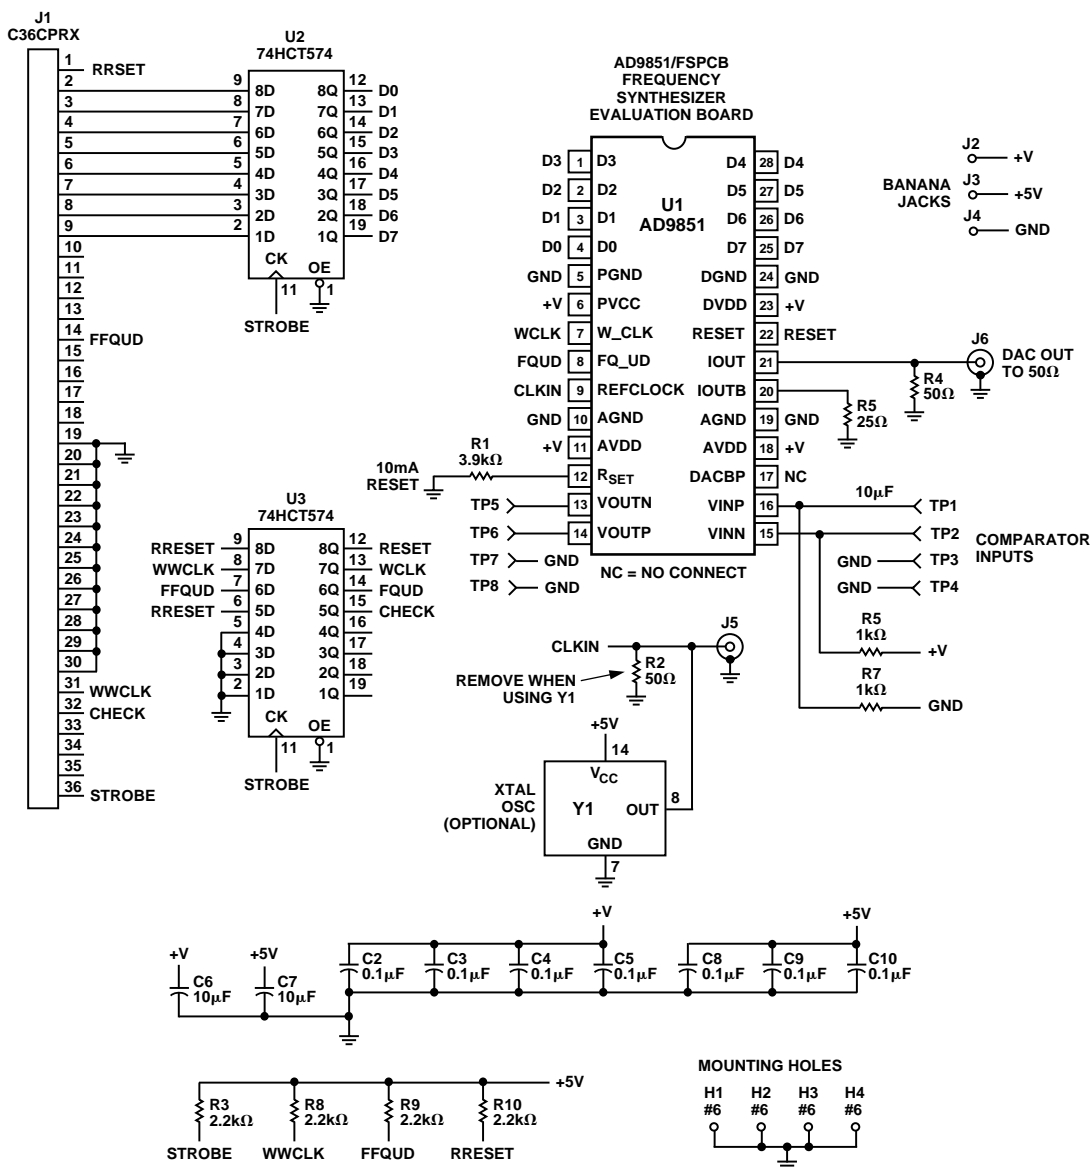 J1
C36CPRX
1
RRSET
2
3
4
5
6
7
8
9
10
11
12
13
14
FFQUD
15
16
17
18
19
20
21
22
23
24
25
26
27
28
29
30
31
WWCLK
32
CHECK
33
34
35
36
STROBE
U2
74HCT574
9 8D 8Q 12 D0
8 7D 7Q 13 D1
7 6D 6Q 14 D2
6 5D 5Q 15 D3
5 4D 4Q 16 D4
4 3D 3Q 17 D5
3 2D 2Q 18 D6
2 1D 1Q 19 D7
CK OE
11 1
STROBE
U3
74HCT574
RRESET 9 8D 8Q 12 RESET
WWCLK 8 7D 7Q 13 WCLK
FFQUD 7 6D 6Q 14 FQUD
RRESET 6 5D 5Q 15 CHECK
5 4D 4Q 16
4 3D 3Q 17
3 2D 2Q 18
2 1D 1Q 19
CK OE
11 1
STROBE
AD9851/FSPCB
FREQUENCY
SYNTHESIZER
EVALUATION BOARD
U1
AD9851
D3 1 D3 D4 28 D4
D2 2 D2 D5 27 D5
D1 3 D1 D6 26 D6
D0 4 D0 D7 25 D7
GND 5 PGND DGND 24 GND
+V 6 PVCC DVDD 23 +V
WCLK 7 W_CLK RESET 22 RESET
FQUD 8 FQ_UD IOUT 21
CLKIN 9 REFCLOCK IOUTB 20
GND 10 AGND AGND 19 GND
+V 11 AVDD AVDD 18 +V
12 RSET DACBP 17 NC
TP5 13 VOUTN VINP 16
TP6 14 VOUTP VINN 15
TP7 GND
TP8 GND
NC = NO CONNECT
R1
3.9kΩ
10mA
RESET
J2
+V
BANANA
JACKS
J3
+5V
J4
GND
J6
DAC OUT
TO 50Ω
R4
50Ω
R5
25Ω
10µF
TP1
TP2
GND TP3
GND TP4
COMPARATOR
INPUTS
R5
1kΩ
+V
R7
1kΩ
GND
CLKIN
J5
R2
50Ω
REMOVE WHEN
USING Y1
+5V
14
VCC
XTAL
OSC
(OPTIONAL)
Y1
OUT
8
GND
7
+V
C6
10µF
+5V
C7
10µF
+V
C2
0.1µF
C3
0.1µF
C4
0.1µF
C5
0.1µF
+5V
C8
0.1µF
C9
0.1µF
C10
0.1µF
+5V
R3
2.2kΩ
R8
2.2kΩ
R9
2.2kΩ
R10
2.2kΩ
STROBE WWCLK FFQUD RRESET
MOUNTING HOLES
H1 H2 H3 H4
#6 #6 #6 #6